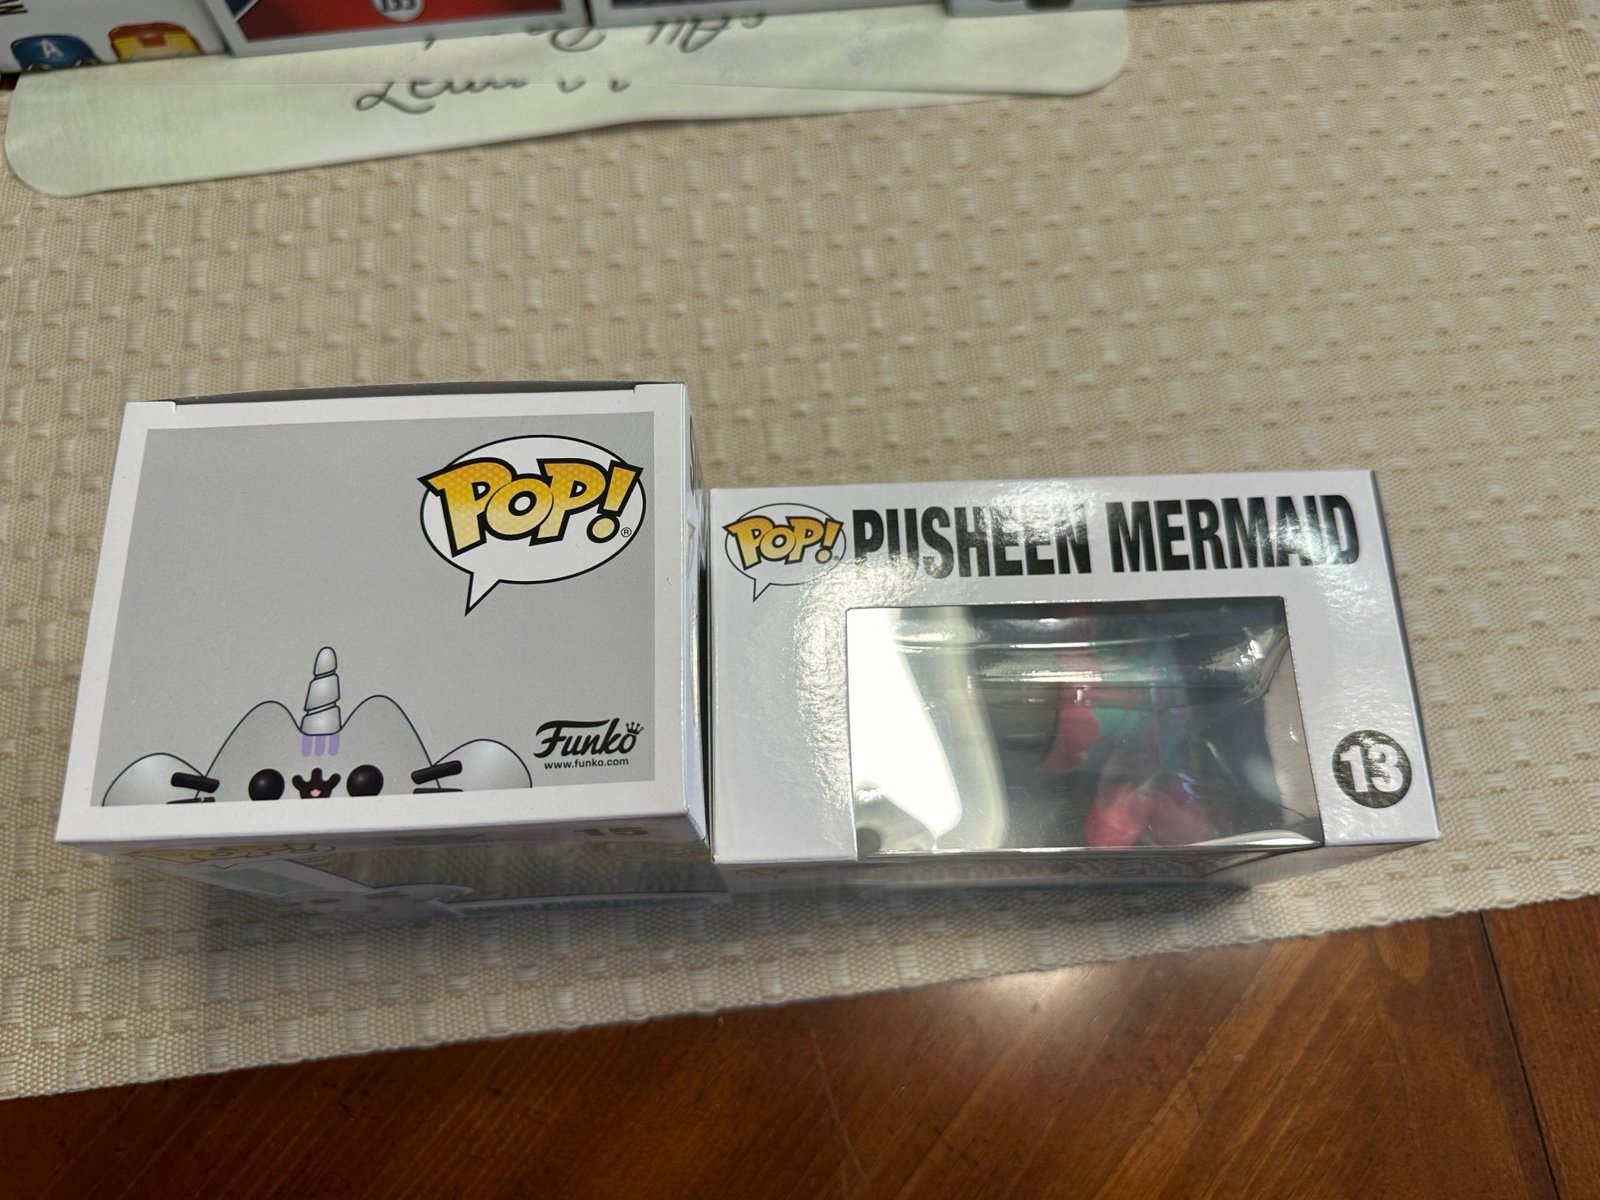 A
POP!
®
Funko
www.funko.com
15
POP!
PUSHEEN MERMAID
13